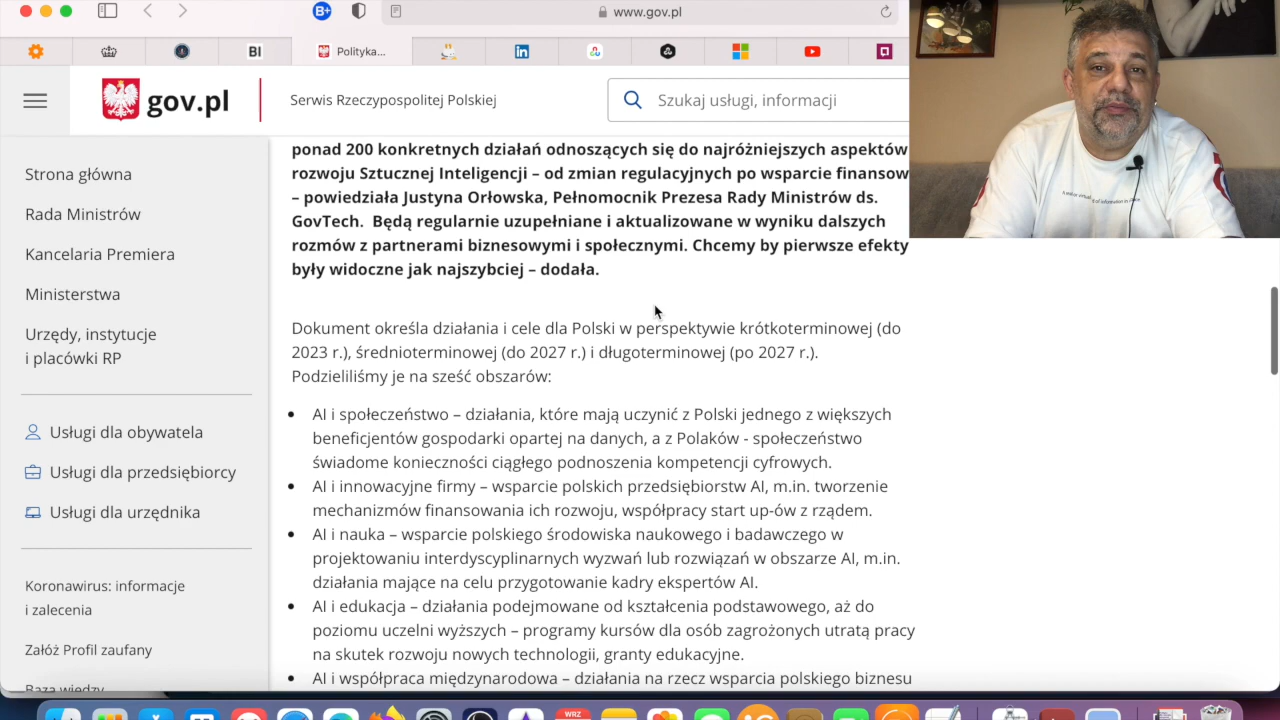 www.gov.pl
B+
BI
Polityka...
gov.pl
Serwis Rzeczypospolitej Polskiej
Szukaj usługi, informacji
Strona główna
Rada Ministrów
Kancelaria Premiera
Ministerstwa
Urzędy, instytucje
i placówki RP
Usługi dla obywatela
Usługi dla przedsiębiorcy
Usługi dla urzędnika
Koronawirus: informacje
i zalecenia
Załóż Profil zaufany
Baza wiedzy
ponad 200 konkretnych działań odnoszących się do najróżniejszych aspektów
rozwoju Sztucznej Inteligencji – od zmian regulacyjnych po wsparcie finansow
– powiedziała Justyna Orłowska, Pełnomocnik Prezesa Rady Ministrów ds.
GovTech. Będą regularnie uzupełniane i aktualizowane w wyniku dalszych
rozmów z partnerami biznesowymi i społecznymi. Chcemy by pierwsze efekty
były widoczne jak najszybciej – dodała.
Dokument określa działania i cele dla Polski w perspektywie krótkoterminowej (do
2023 r.), średnioterminowej (do 2027 r.) i długoterminowej (po 2027 r.).
Podzieliliśmy je na sześć obszarów:
• AI i społeczeństwo – działania, które mają uczynić z Polski jednego z większych
beneficjentów gospodarki opartej na danych, a z Polaków - społeczeństwo
świadome konieczności ciągłego podnoszenia kompetencji cyfrowych.
• AI i innowacyjne firmy – wsparcie polskich przedsiębiorstw AI, m.in. tworzenie
mechanizmów finansowania ich rozwoju, współpracy start up-ów z rządem.
• AI i nauka – wsparcie polskiego środowiska naukowego i badawczego w
projektowaniu interdyscyplinarnych wyzwań lub rozwiązań w obszarze AI, m.in.
działania mające na celu przygotowanie kadry ekspertów AI.
• AI i edukacja – działania podejmowane od kształcenia podstawowego, aż do
poziomu uczelni wyższych – programy kursów dla osób zagrożonych utratą pracy
na skutek rozwoju nowych technologii, granty edukacyjne.
• AI i współpraca międzynarodowa – działania na rzecz wsparcia polskiego biznesu
WRZ